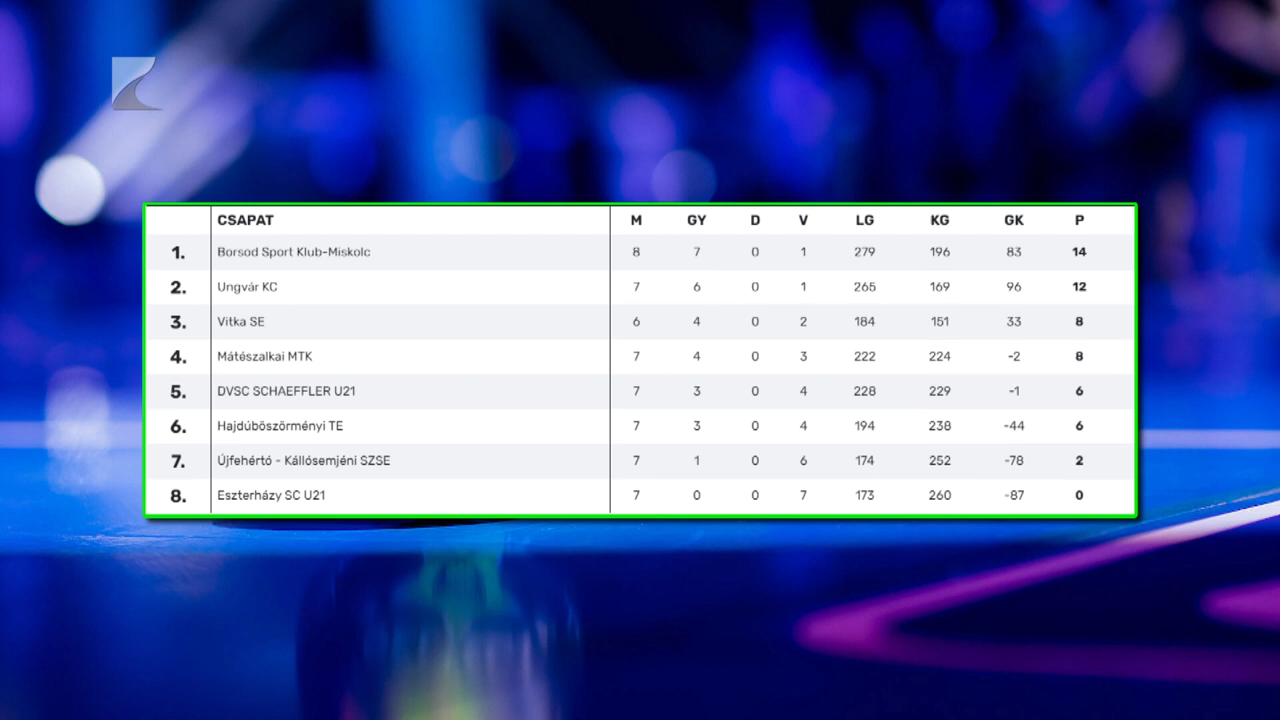 CSAPAT M GY D V LG KG GK P
1. Borsod Sport Klub-Miskolc 8 7 0 1 279 196 83 14
2. Ungvár KC 7 6 0 1 265 169 96 12
3. Vitka SE 6 4 0 2 184 151 33 8
4. Mátészalkai MTK 7 4 0 3 222 224 -2 8
5. DVSC SCHAEFFLER U21 7 3 0 4 228 229 -1 6
6. Hajdúböszörményi TE 7 3 0 4 194 238 -44 6
7. Újfehértó - Kállósemjéni SZSE 7 1 0 6 174 252 -78 2
8. Eszterházy SC U21 7 0 0 7 173 260 -87 0